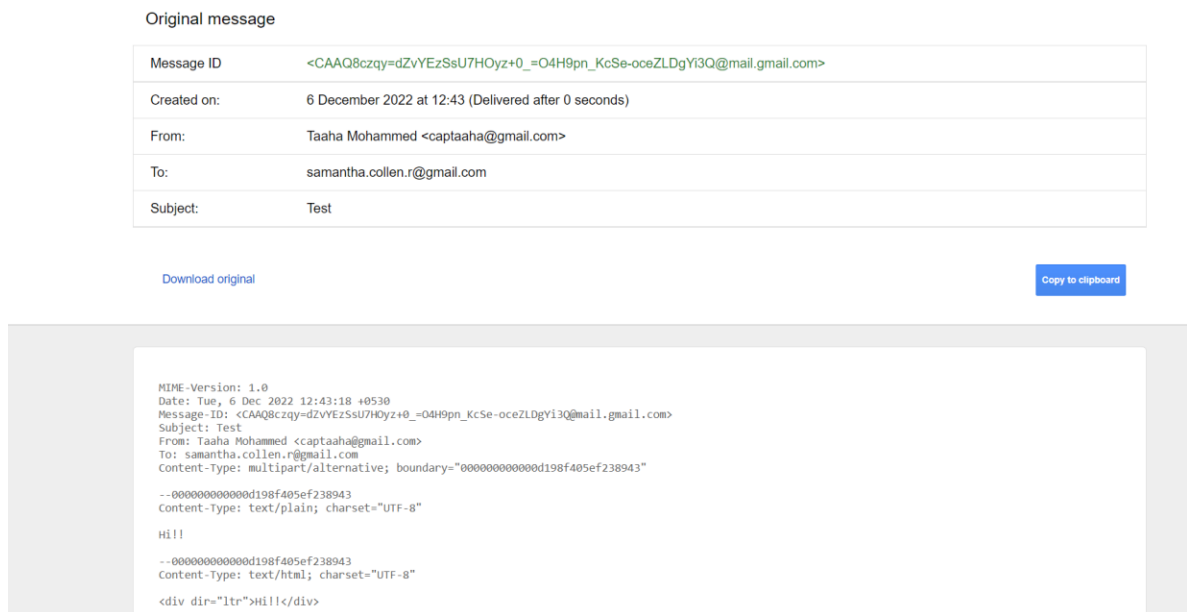 Original message
Message ID <CAAQ8czqy=dZvYEzSsU7HOyz+0_=O4H9pn_KcSe-oceZLDgYi3Q@mail.gmail.com>
Created on: 6 December 2022 at 12:43 (Delivered after 0 seconds)
From: Taaha Mohammed <captaaha@gmail.com>
To: samantha.collen.r@gmail.com
Subject: Test
Download original
Copy to clipboard
MIME-Version: 1.0
Date: Tue, 6 Dec 2022 12:43:18 +0530
Message-ID: <CAAQ8czqy=dZvYEzSsU7HOyz+0_=O4H9pn_KcSe-oceZLDgYi3Q@mail.gmail.com>
Subject: Test
From: Taaha Mohammed <captaaha@gmail.com>
To: samantha.collen.r@gmail.com
Content-Type: multipart/alternative; boundary="000000000000d198f405ef238943"
--000000000000d198f405ef238943
Content-Type: text/plain; charset="UTF-8"
Hi!!
--000000000000d198f405ef238943
Content-Type: text/html; charset="UTF-8"
<div dir="ltr">Hi!!</div>